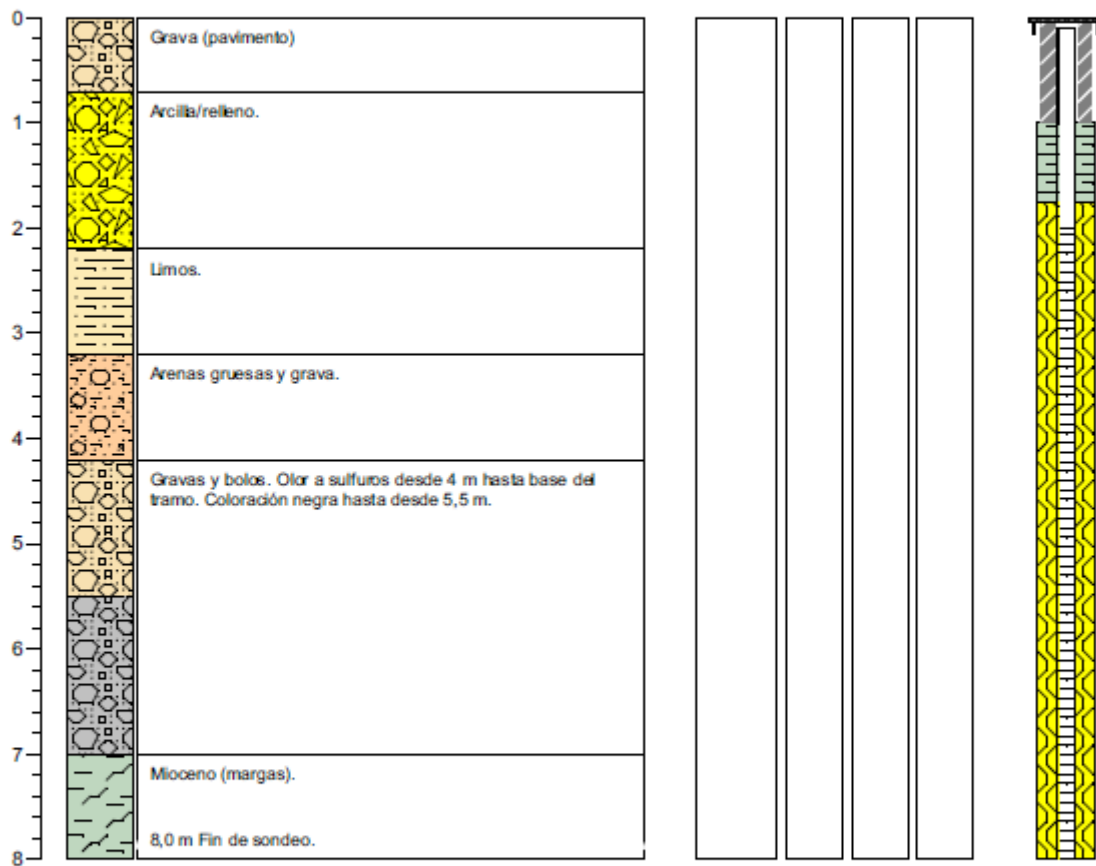 0
Grava (pavimento)
1
Arcilla/relleno.
2
Limos.
3
Arenas gruesas y grava.
4
Gravas y bolos. Olor a sulfuros desde 4 m hasta base del
tramo. Coloración negra hasta desde 5,5 m.
5
6
7
Mioceno (margas).
8,0 m Fin de sondeo.
8